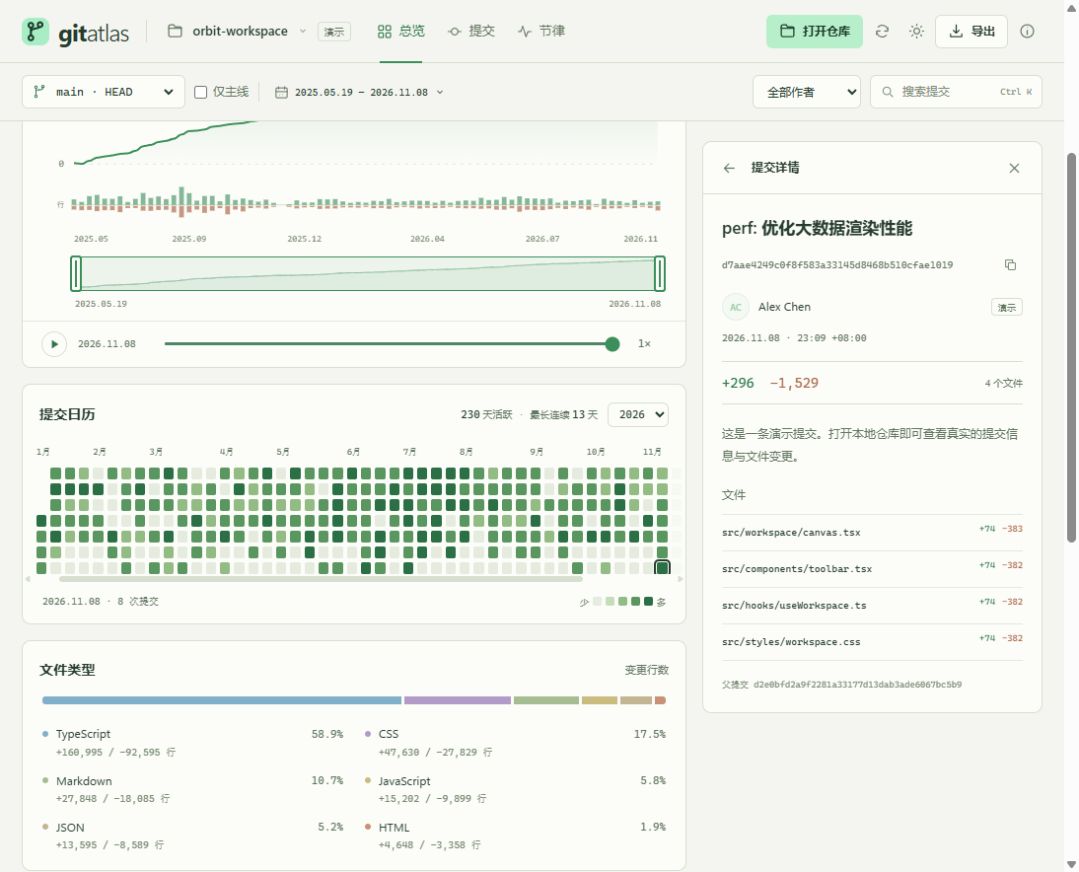 gitatlas
orbit-workspace
演示
总览
提交
节律
打开仓库
导出
main · HEAD
仅主线
2025.05.19 – 2026.11.08
全部作者
搜索提交
Ctrl K
0
行
2025.05 2025.09 2025.12 2026.04 2026.07 2026.11
2025.05.19 2026.11.08
2026.11.08
1×
提交日历
230 天活跃 · 最长连续 13 天
2026
1月 2月 3月 4月 5月 6月 7月 8月 9月 10月 11月
2026.11.08 · 8 次提交
少 多
文件类型
变更行数
TypeScript 58.9%
+160,995 / −92,595 行
CSS 17.5%
+47,630 / −27,829 行
Markdown 10.7%
+27,848 / −18,085 行
JavaScript 5.8%
+15,202 / −9,899 行
JSON 5.2%
+13,595 / −8,589 行
HTML 1.9%
+4,648 / −3,358 行
提交详情
perf: 优化大数据渲染性能
d7aae4249c0f8f583a33145d8468b510cfae1019
AC
Alex Chen
演示
2026.11.08 · 23:09 +08:00
+296 −1,529
4 个文件
这是一条演示提交。打开本地仓库即可查看真实的提交信
息与文件变更。
文件
src/workspace/canvas.tsx +74 −383
src/components/toolbar.tsx +74 −382
src/hooks/useWorkspace.ts +74 −382
src/styles/workspace.css +74 −382
父提交 d2e0bfd2a9f2281a33177d13dab3ade6067bc5b9